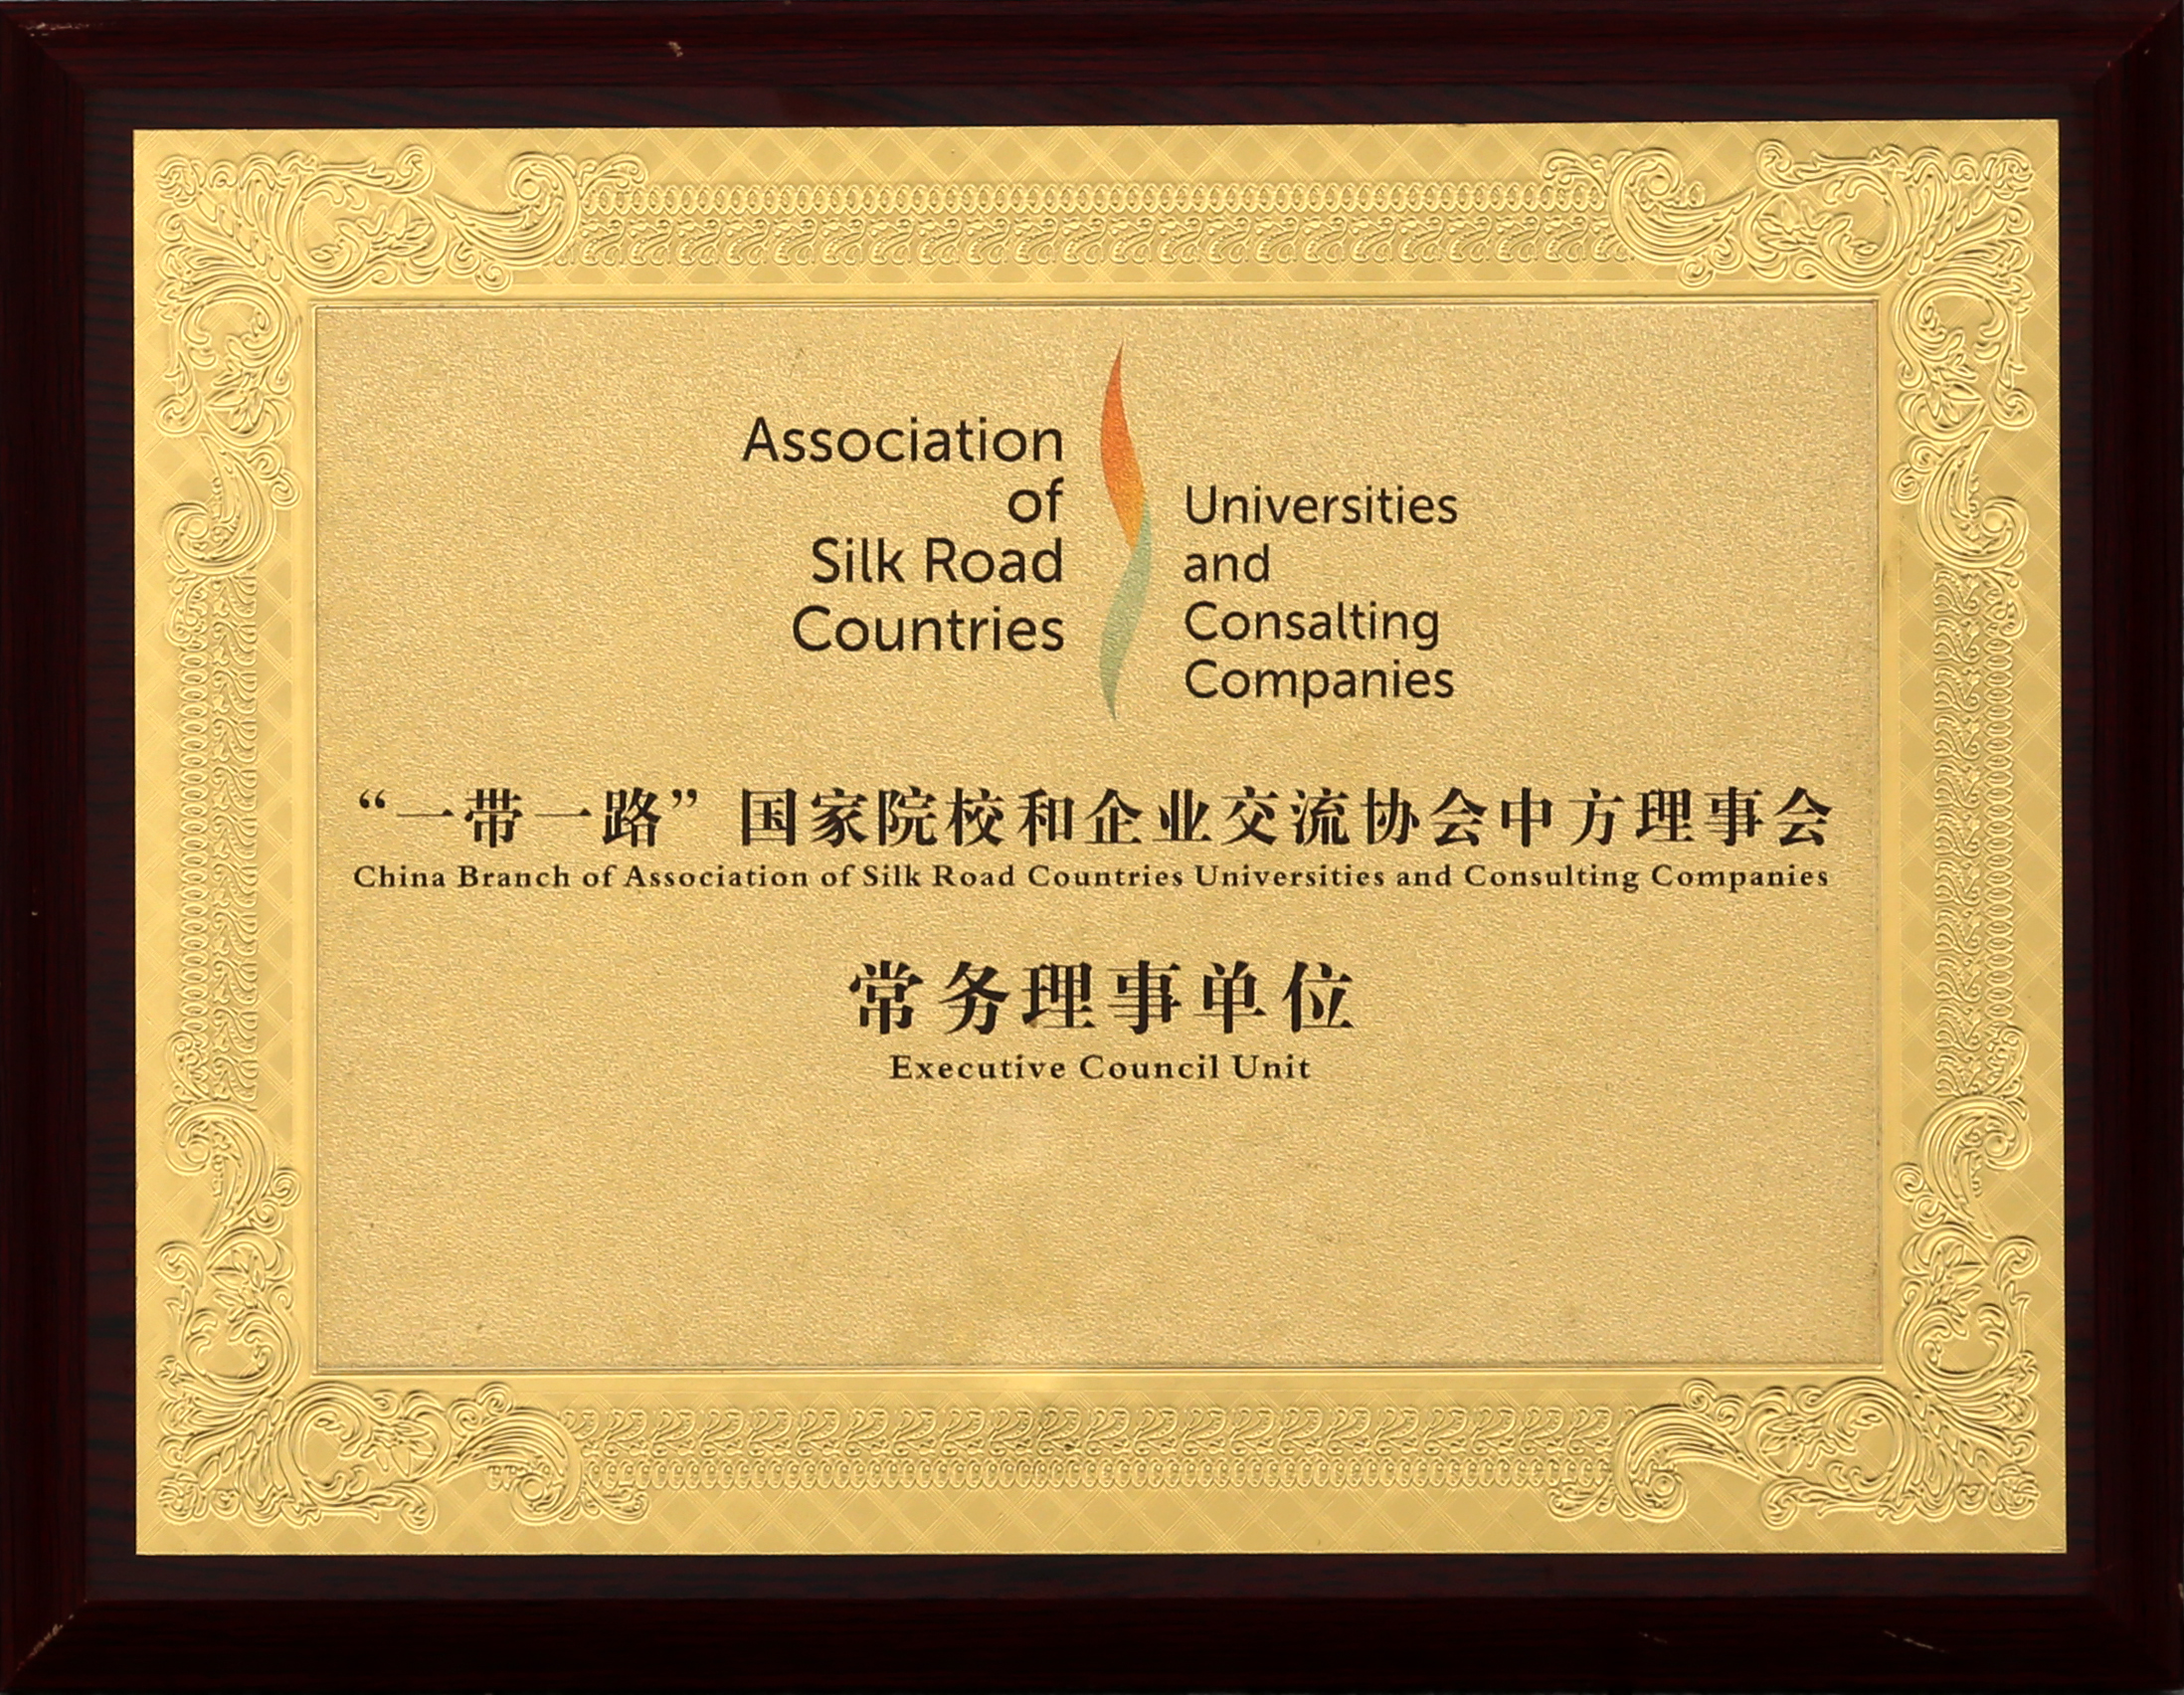 Association
of
Silk Road
Countries
Universities
and
Consalting
Companies
“一带一路”国家院校和企业交流协会中方理事会
China Branch of Association of Silk Road Countries Universities and Consulting Companies
常务理事单位
Executive Council Unit